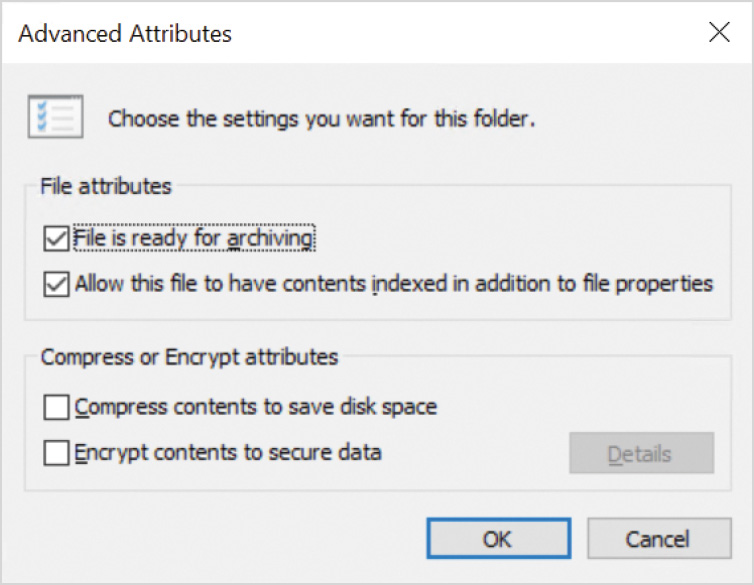 Advanced Attributes
Choose the settings you want for this folder.
File attributes
File is ready for archiving
Allow this file to have contents indexed in addition to file properties
Compress or Encrypt attributes
Compress contents to save disk space
Encrypt contents to secure data
Details
OK
Cancel